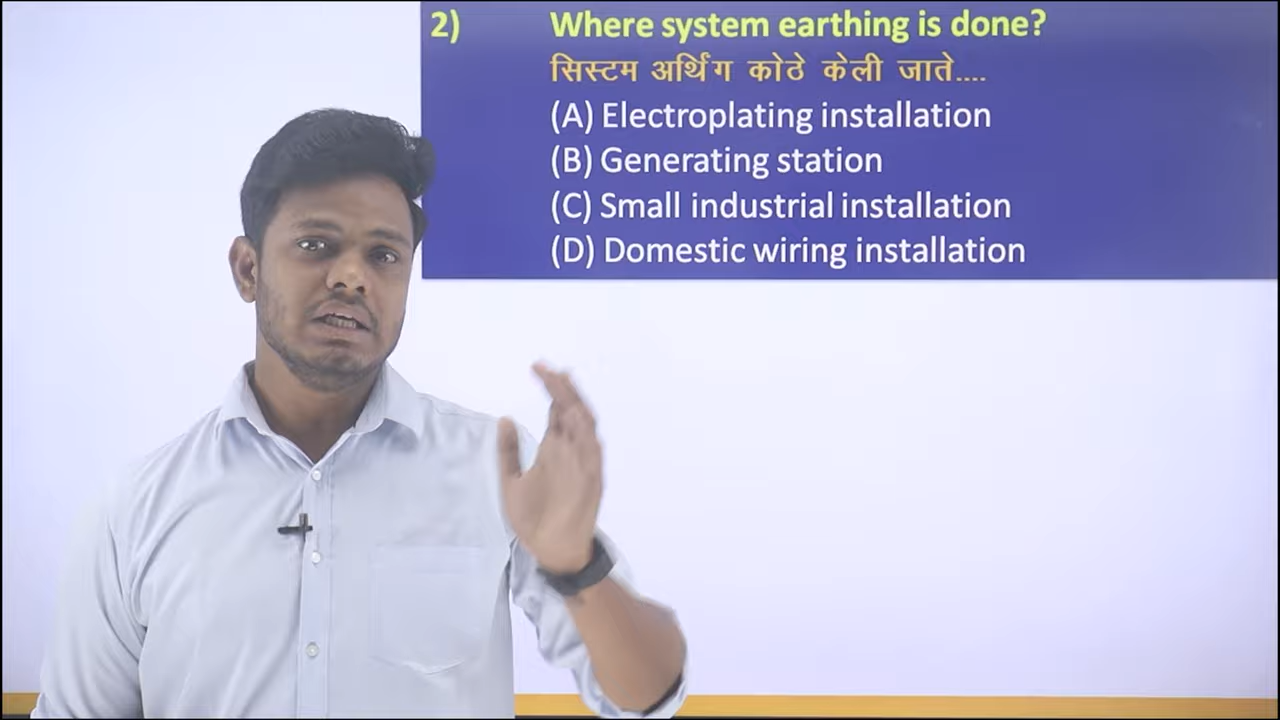 2) Where system earthing is done?
सिस्टम अर्थिंग कोठे केली जाते....
(A) Electroplating installation
(B) Generating station
(C) Small industrial installation
(D) Domestic wiring installation